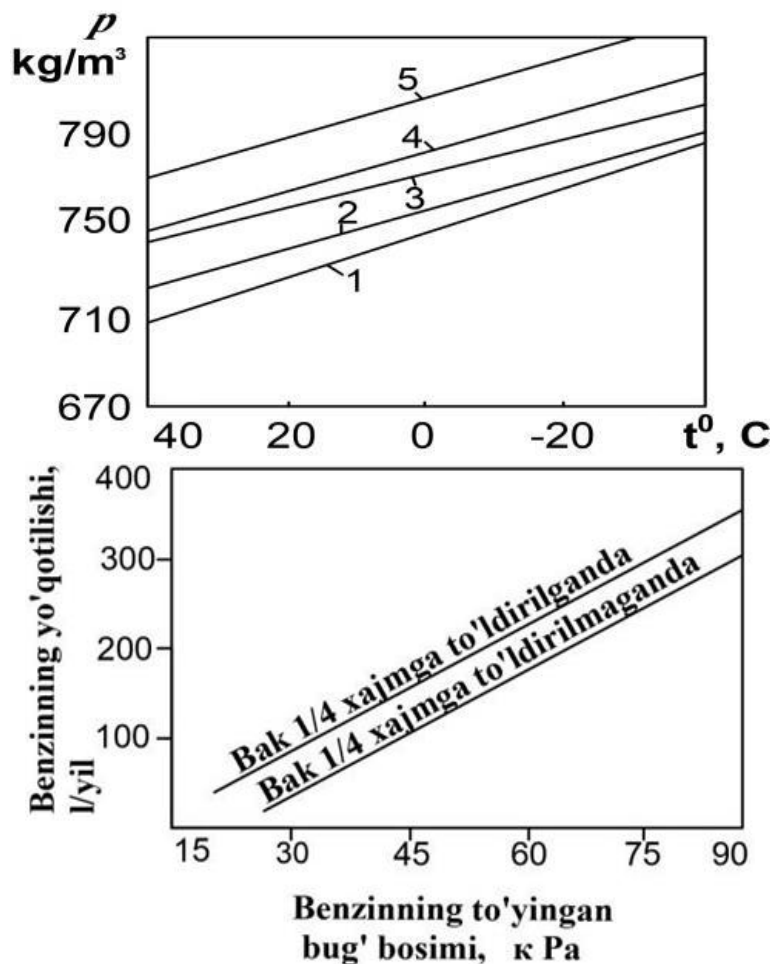 p
kg/m³
790
750
710
670
5
4
3
2
1
40 20 0 -20 t⁰, C
Benzinning yo'qotilishi,
l/yil
400
300
200
100
Bak 1/4 xajmga to'ldirilganda
Bak 1/4 xajmga to'ldirilmaganda
15 30 45 60 75 90
Benzinning to'yingan
bug' bosimi, к Pa